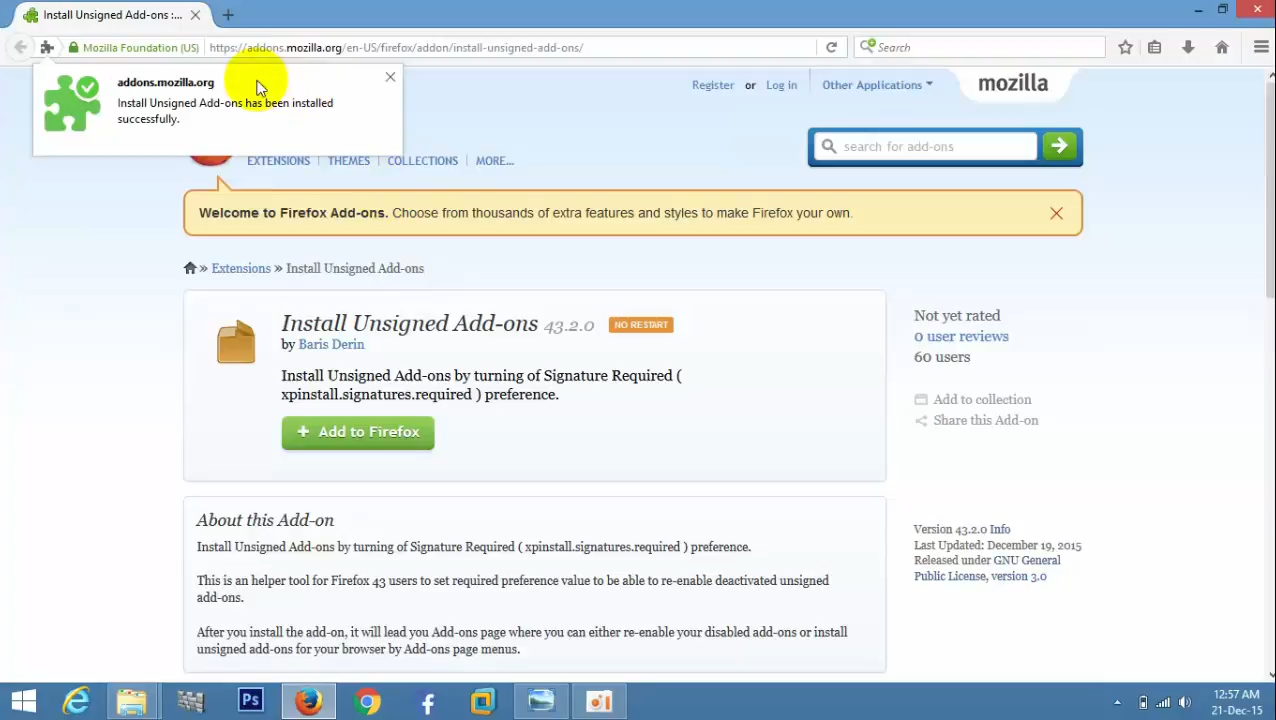 Install Unsigned Add-ons :...
Mozilla Foundation (US)
https://addons.mozilla.org/en-US/firefox/addon/install-unsigned-add-ons/
Search
addons.mozilla.org
Install Unsigned Add-ons has been installed
successfully.
Register or Log in
Other Applications
mozilla
EXTENSIONS
THEMES
COLLECTIONS
MORE...
search for add-ons
Welcome to Firefox Add-ons. Choose from thousands of extra features and styles to make Firefox your own.
» Extensions » Install Unsigned Add-ons
Install Unsigned Add-ons 43.2.0 NO RESTART
by Baris Derin
Install Unsigned Add-ons by turning of Signature Required (
xpinstall.signatures.required ) preference.
+ Add to Firefox
Not yet rated
0 user reviews
60 users
Add to collection
Share this Add-on
About this Add-on
Install Unsigned Add-ons by turning of Signature Required ( xpinstall.signatures.required ) preference.
This is an helper tool for Firefox 43 users to set required preference value to be able to re-enable deactivated unsigned
add-ons.
After you install the add-on, it will lead you Add-ons page where you can either re-enable your disabled add-ons or install
unsigned add-ons for your browser by Add-ons page menus.
Version 43.2.0 Info
Last Updated: December 19, 2015
Released under GNU General
Public License, version 3.0
Ps
12:57 AM
21-Dec-15